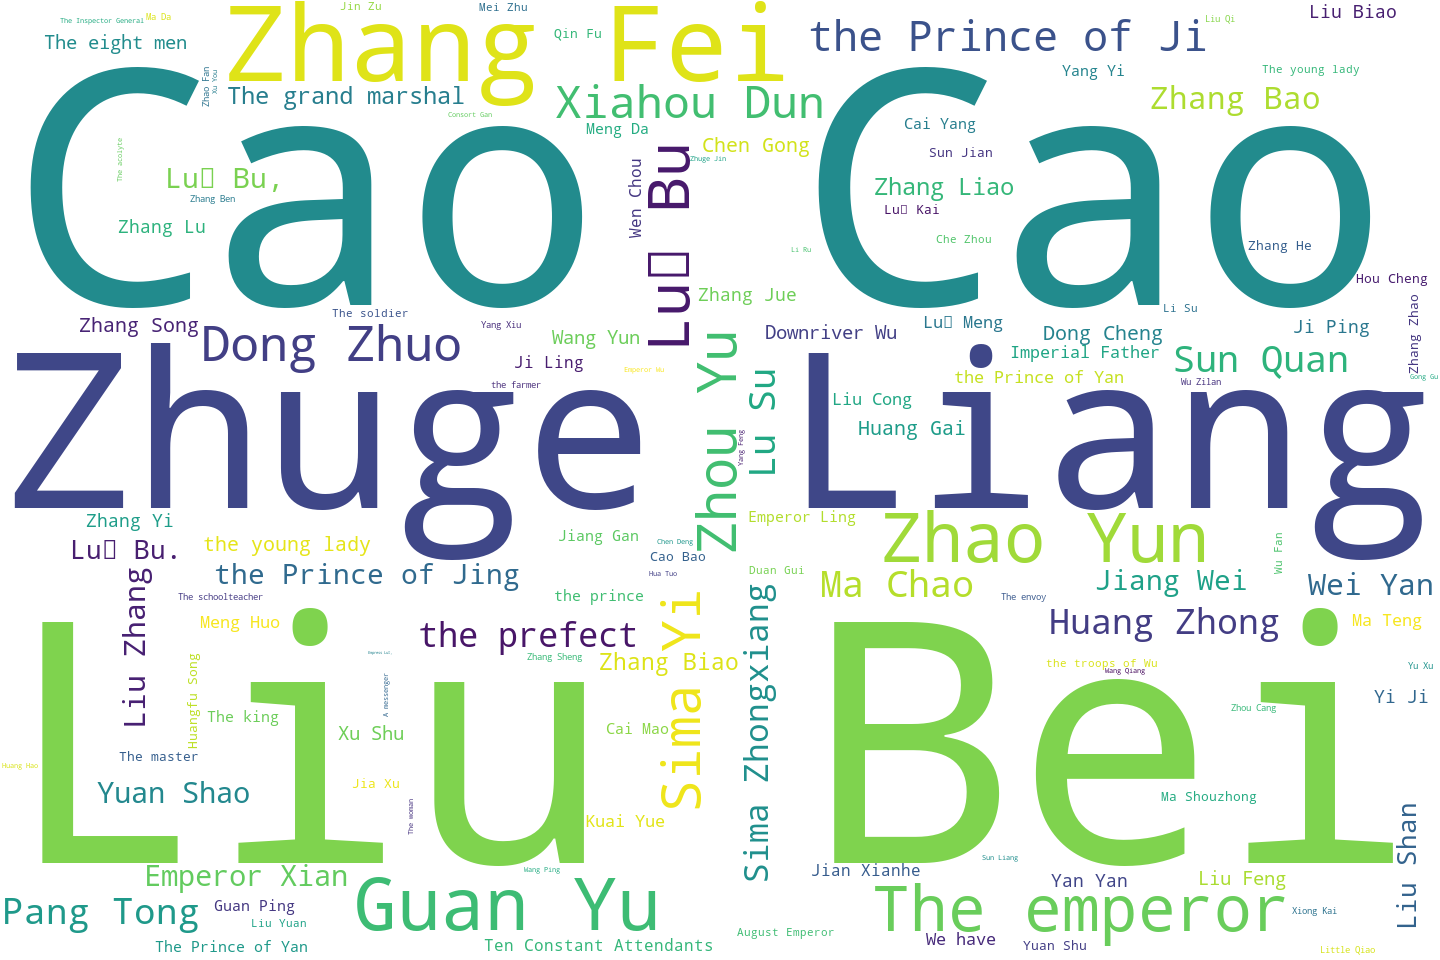 The Inspector General
Ma Da
Jin Zu
Mei Zhu
Zhang Fei
Qin Fu
the Prince of Ji
Liu Qi
Liu Biao
The eight men
Zhao Fan
Xu You
The grand marshal
Consort Gan
Xiahou Dun
Meng Da
Yang Yi
The young lady
Zhang Bao
Cao Cao
Cai Yang
Chen Gong
Sun Jian
Zhuge Jin
The acolyte
Lu▯ Bu,
Zhang Ben
Zhang Lu
Wen Chou
Lu▯ Bu
Zhang Liao
Lu▯ Kai
Che Zhou
Li Ru
Zhang He
Hou Cheng
Zhang Jue
The soldier
Li Su
Zhang Song
Dong Zhuo
Yang Xiu
Wang Yun
Ji Ling
Emperor Wu
the farmer
Zhou Yu
Downriver Wu
Lu▯ Meng
Dong Cheng
Ji Ping
Zhang Zhao
Imperial Father
Sun Quan
the Prince of Yan
Wu Zilan
Gong Gu
Liu Cong
Huang Gai
Lu Su
Yang Feng
Zhuge Liang
Zhang Yi
Lu▯ Bu.
the young lady
Jiang Gan
Chen Deng
Cao Bao
Hua Tuo
Emperor Ling
Zhao Yun
Wu Fan
Duan Gui
Liu Zhang
the Prince of Jing
The schoolteacher
the prince
Ma Chao
The envoy
Jiang Wei
Wei Yan
Meng Huo
the prefect
Sima Yi
Sima Zhongxiang
Huang Zhong
Ma Teng
Huangfu Song
Zhang Sheng
Zhang Biao
the troops of Wu
Wang Qiang
Yu Xu
A messenger
Yi Ji
Zhou Cang
The king
Xu Shu
Cai Mao
The master
Huang Hao
Liu Bei
Yuan Shao
Jia Xu
The woman
Kuai Yue
Ma Shouzhong
Liu Shan
Sun Liang
Emperor Xian
Wang Ping
Jian Xianhe
Yan Yan
Liu Feng
Pang Tong
Guan Ping
Liu Yuan
Guan Yu
The emperor
Xiong Kai
The Prince of Yan
Ten Constant Attendants
August Emperor
We have
Yuan Shu
Little Qiao